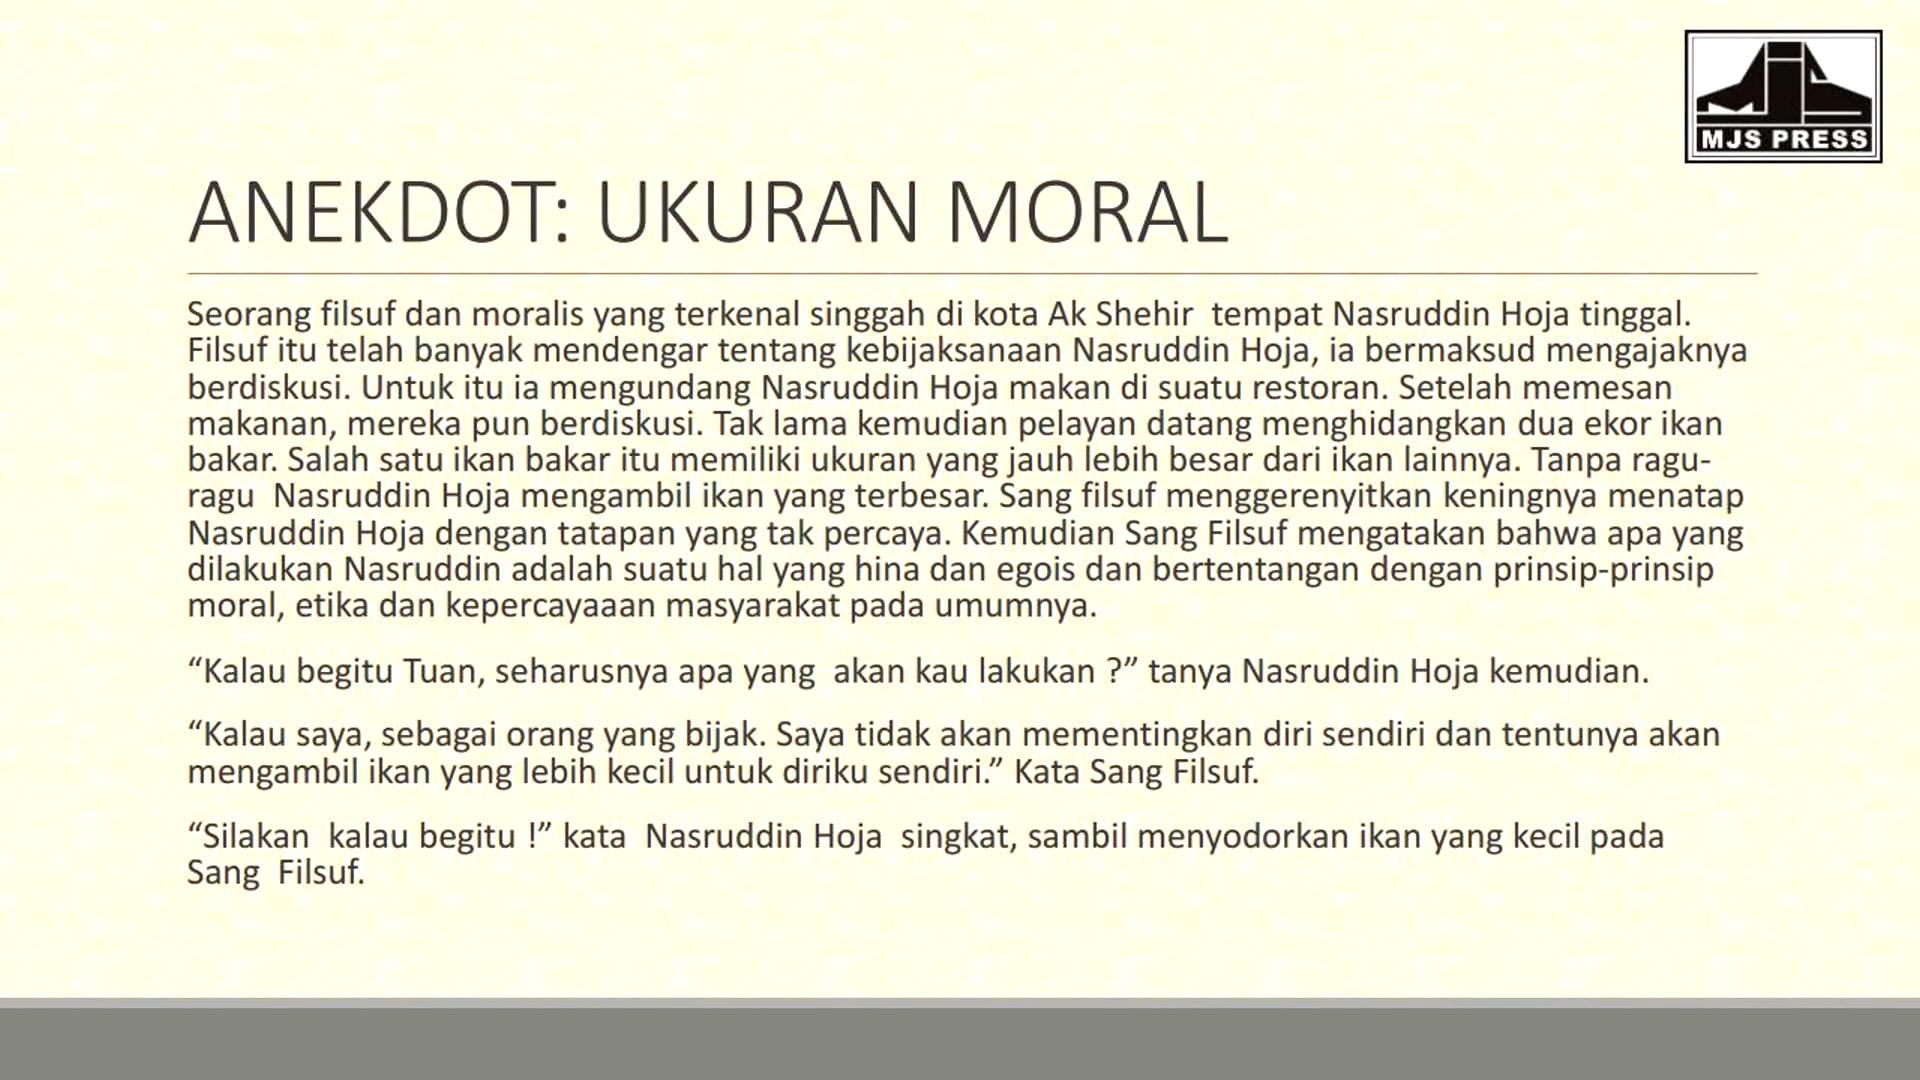 MJS PRESS
ANEKDOT: UKURAN MORAL
Seorang filsuf dan moralis yang terkenal singgah di kota Ak Shehir  tempat Nasruddin Hoja tinggal.
Filsuf itu telah banyak mendengar tentang kebijaksanaan Nasruddin Hoja, ia bermaksud mengajaknya
berdiskusi. Untuk itu ia mengundang Nasruddin Hoja makan di suatu restoran. Setelah memesan
makanan, mereka pun berdiskusi. Tak lama kemudian pelayan datang menghidangkan dua ekor ikan
bakar. Salah satu ikan bakar itu memiliki ukuran yang jauh lebih besar dari ikan lainnya. Tanpa ragu-
ragu  Nasruddin Hoja mengambil ikan yang terbesar. Sang filsuf menggerenyitkan keningnya menatap
Nasruddin Hoja dengan tatapan yang tak percaya. Kemudian Sang Filsuf mengatakan bahwa apa yang
dilakukan Nasruddin adalah suatu hal yang hina dan egois dan bertentangan dengan prinsip-prinsip
moral, etika dan kepercayaaan masyarakat pada umumnya.
“Kalau begitu Tuan, seharusnya apa yang  akan kau lakukan ?” tanya Nasruddin Hoja kemudian.
“Kalau saya, sebagai orang yang bijak. Saya tidak akan mementingkan diri sendiri dan tentunya akan
mengambil ikan yang lebih kecil untuk diriku sendiri.” Kata Sang Filsuf.
“Silakan  kalau begitu !” kata  Nasruddin Hoja  singkat, sambil menyodorkan ikan yang kecil pada
Sang  Filsuf.